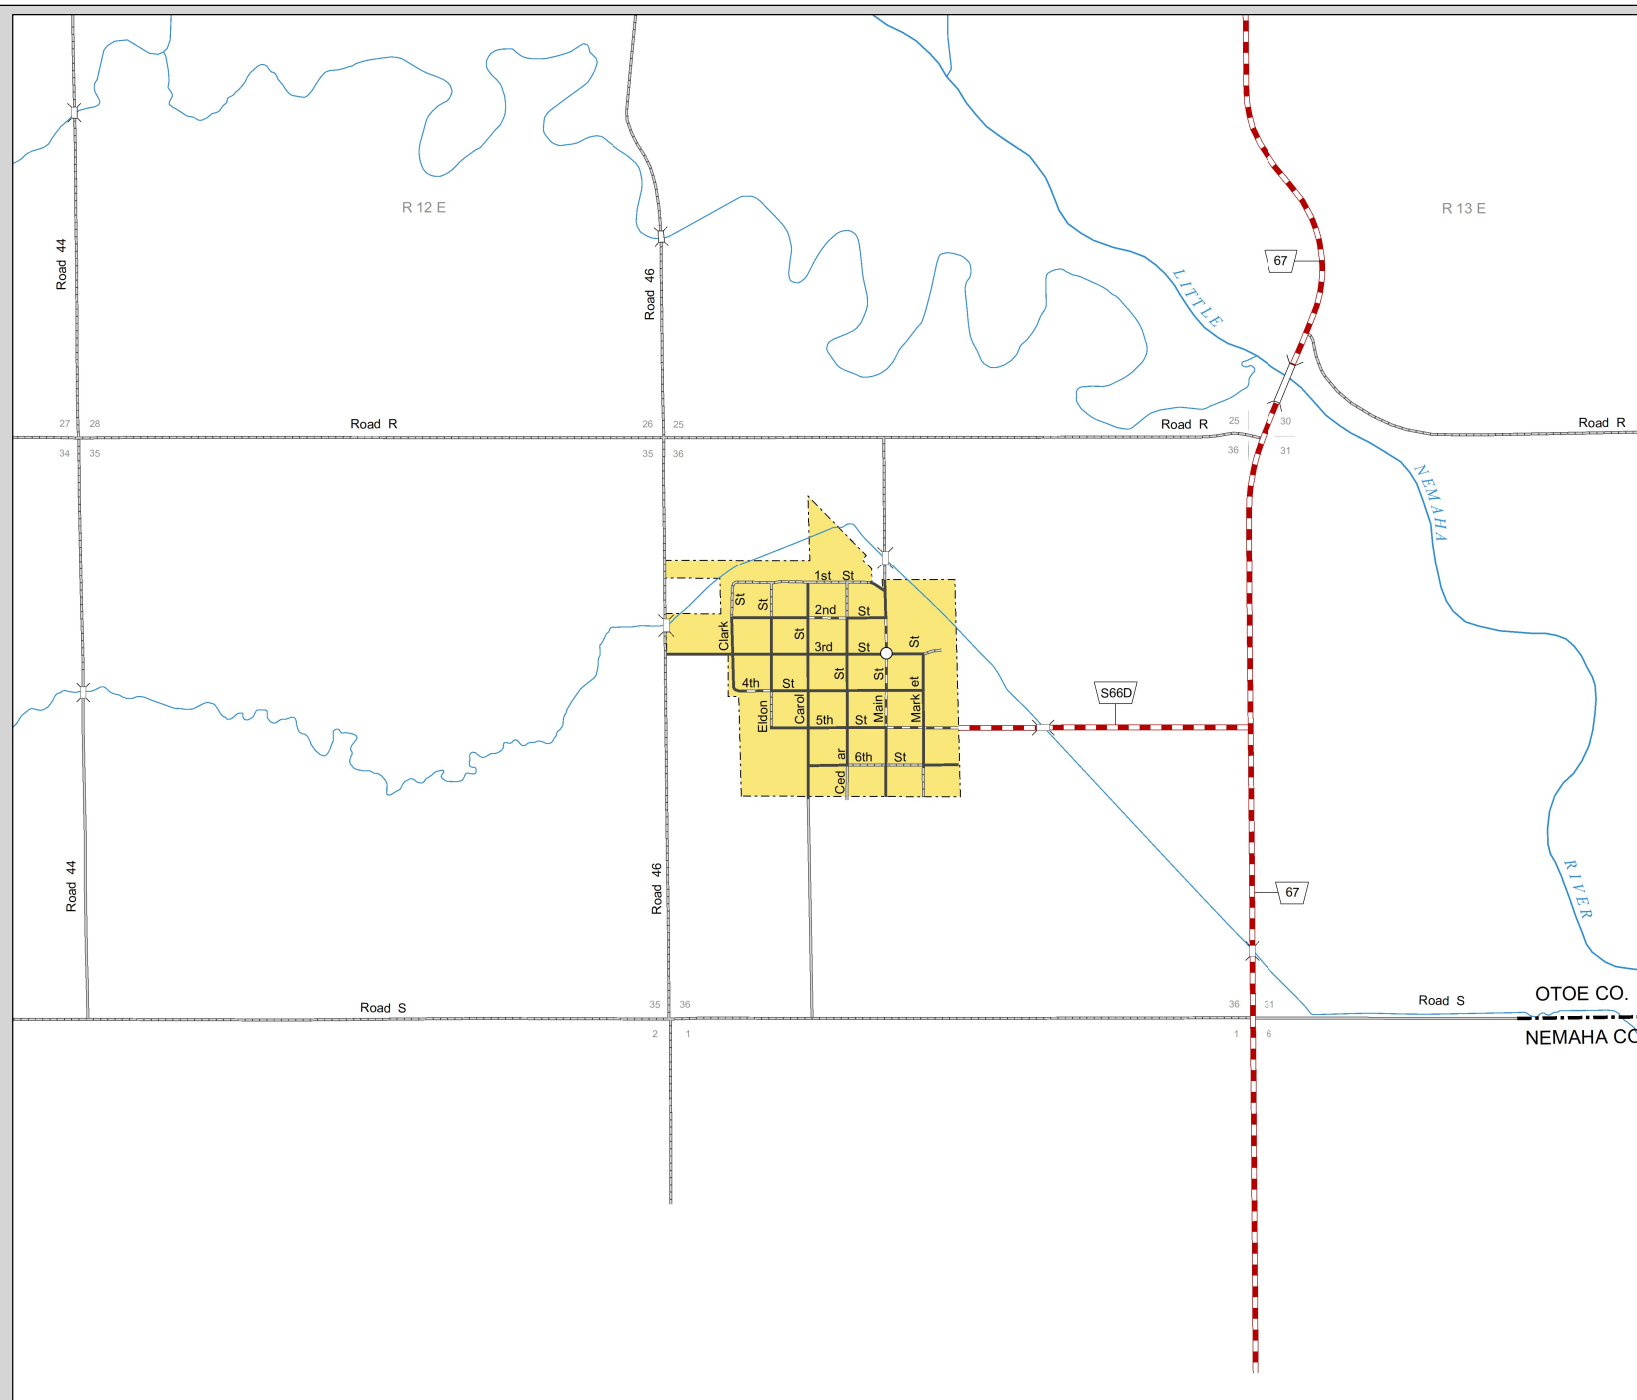 R 12 E
R 13 E
Road 44
Road 46
67
LITTLE
27 28
Road R
26 25
Road R
25 30
Road R
34 35
35 36
36 31
NEMAHA
1st St
St
St
2nd St
Clark
St
3rd St
St
St
St
4th St
S66D
Eldon
Carol
5th St
Main
Market
Cedar
6th St
Road 44
Road 46
67
RIVER
Road S
35 36
36 31
Road S
OTOE CO.
2 1
1 6
NEMAHA CO